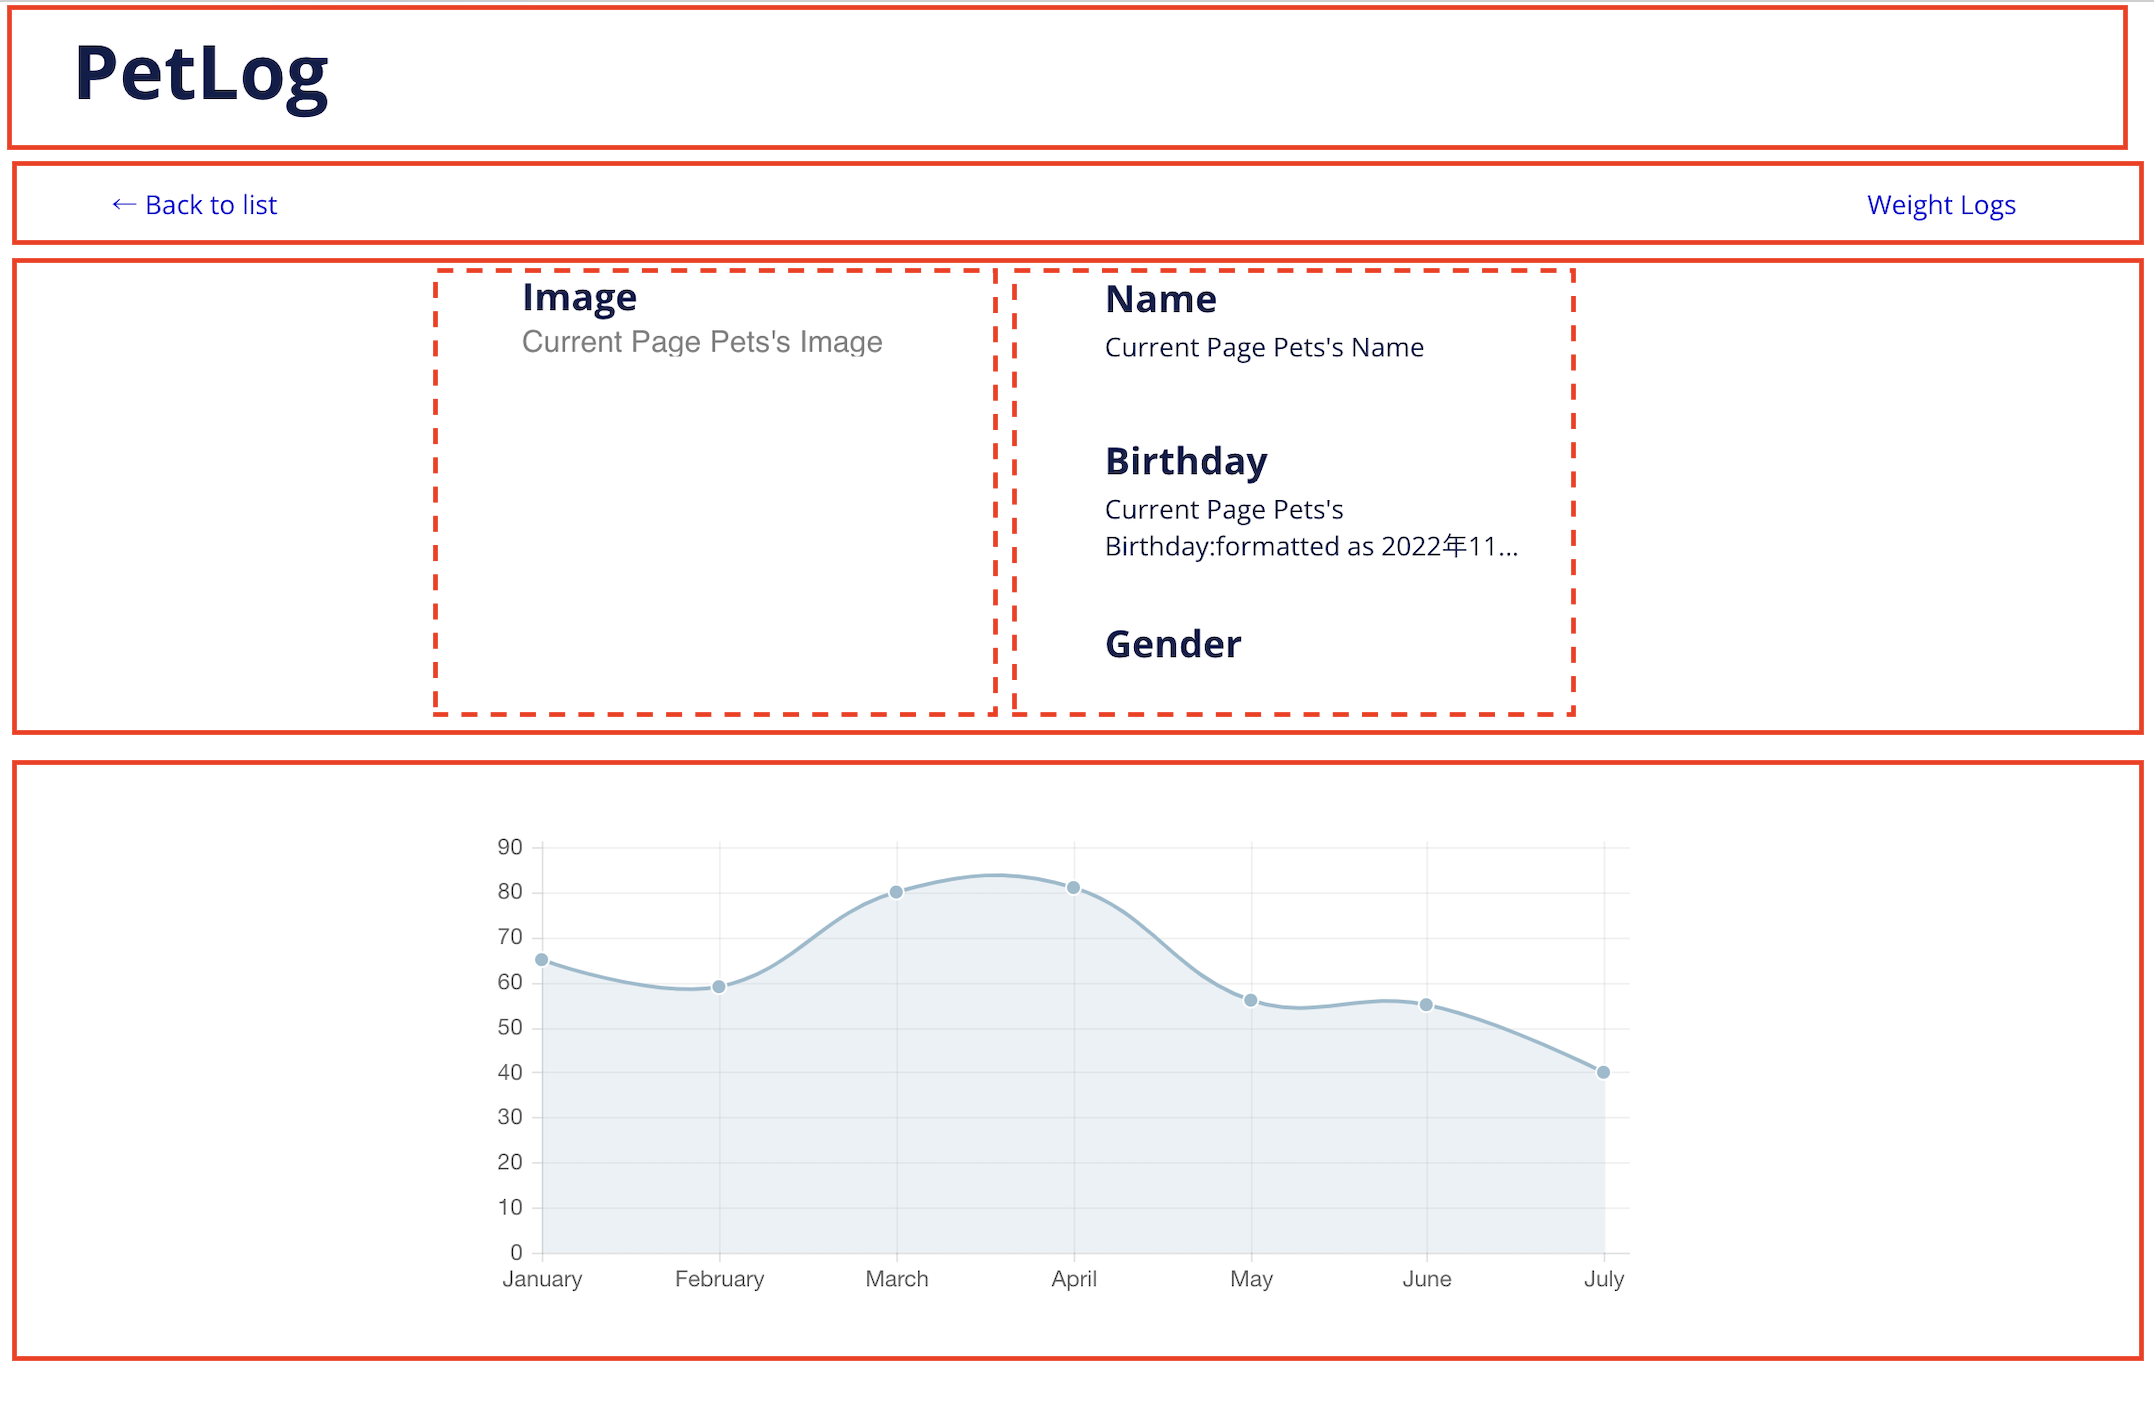 PetLog
← Back to list
Weight Logs
Image
Current Page Pets's Image
Name
Current Page Pets's Name
Birthday
Current Page Pets's
Birthday:formatted as 2022年11...
Gender
90
80
70
60
50
40
30
20
10
0
January February March April May June July